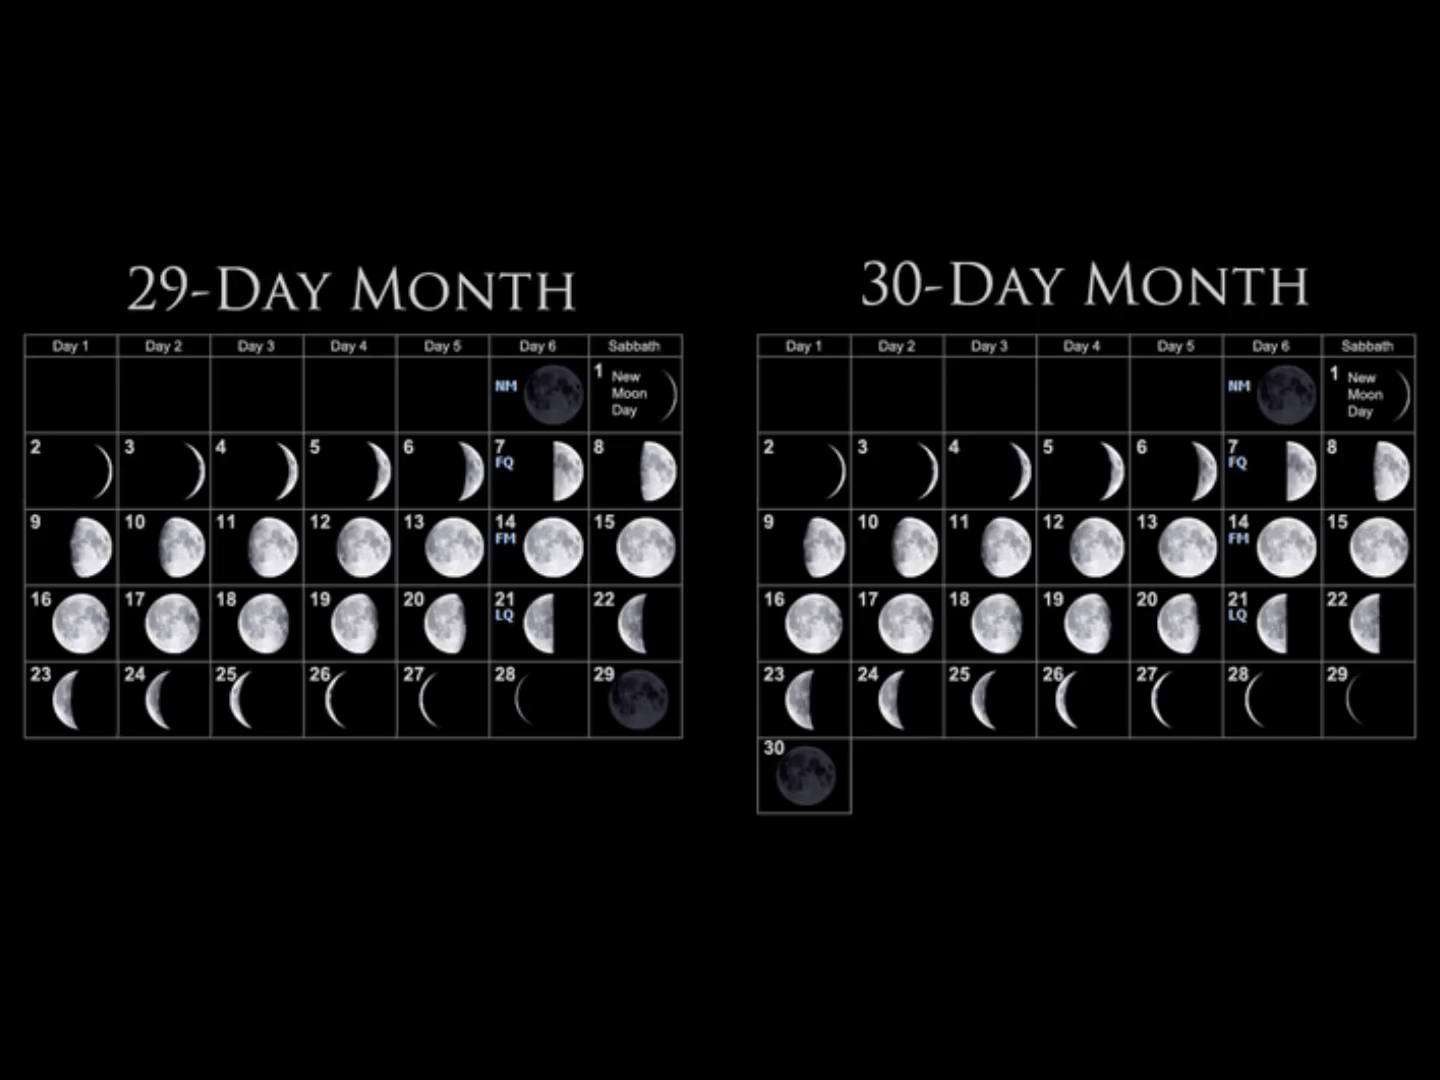 29-DAY MONTH
Day 1 Day 2 Day 3 Day 4 Day 5 Day 6 Sabbath
NM 1 New Moon Day
2 3 4 5 6 7 FQ 8
9 10 11 12 13 14 FM 15
16 17 18 19 20 21 LQ 22
23 24 25 26 27 28 29
30-DAY MONTH
Day 1 Day 2 Day 3 Day 4 Day 5 Day 6 Sabbath
NM 1 New Moon Day
2 3 4 5 6 7 FQ 8
9 10 11 12 13 14 FM 15
16 17 18 19 20 21 LQ 22
23 24 25 26 27 28 29
30